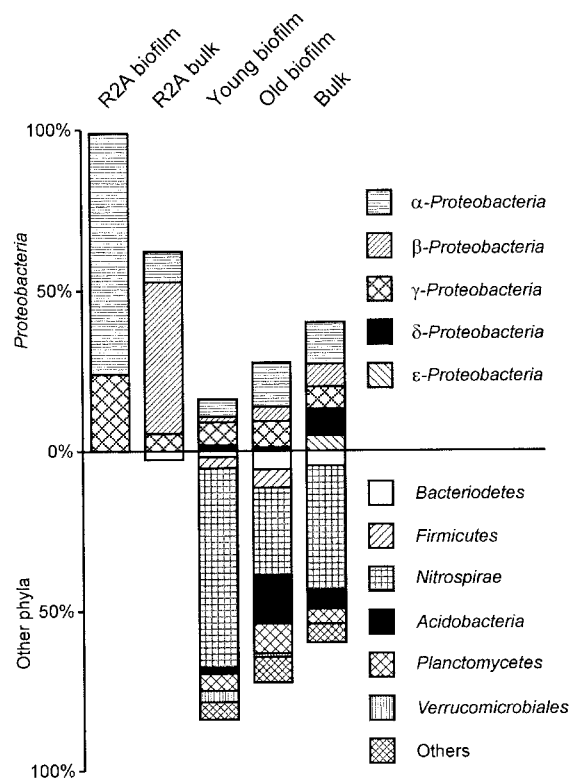 R2A biofilm
R2A bulk
Young biofilm
Old biofilm
Bulk
100%
50%
0%
50%
100%
Proteobacteria
Other phyla
α-Proteobacteria
β-Proteobacteria
γ-Proteobacteria
δ-Proteobacteria
ε-Proteobacteria
Bacteriodetes
Firmicutes
Nitrospirae
Acidobacteria
Planctomycetes
Verrucomicrobiales
Others